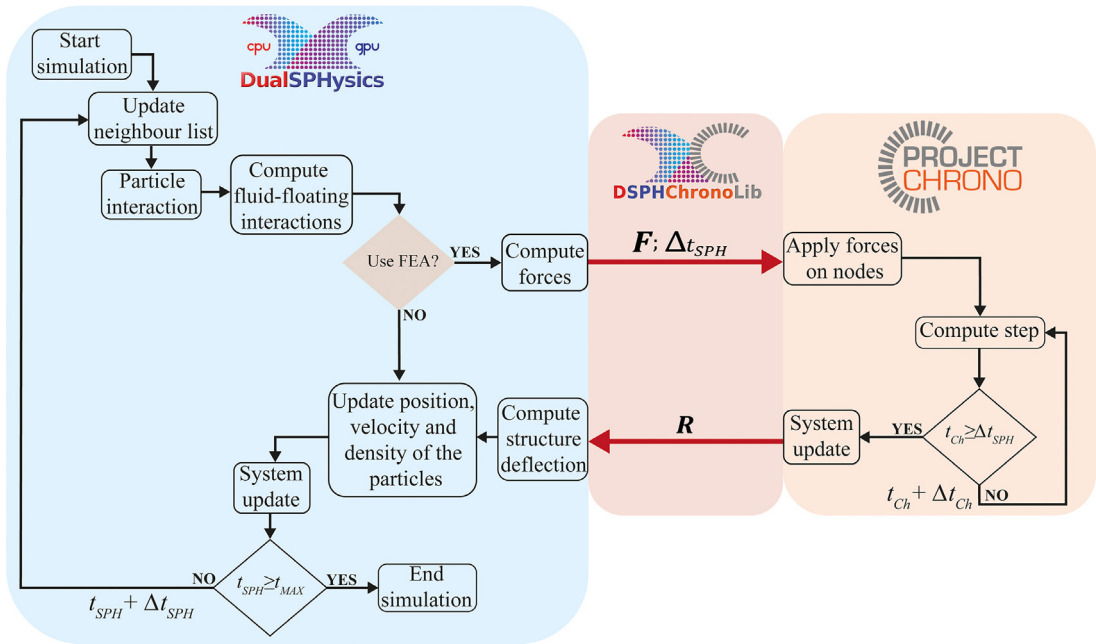 Start
simulation
cpu
gpu
DualSPHysics
Update
neighbour list
Particle
interaction
Compute
fluid-floating
interactions
Use FEA?
YES
NO
Compute
forces
DSPHChronoLib
F; Δt_SPH
PROJECT
CHRONO
Apply forces
on nodes
Compute step
t_Ch≥Δt_SPH
YES
NO
t_Ch + Δt_Ch
System
update
R
Compute
structure
deflection
Update position,
velocity and
density of the
particles
System
update
t_SPH≥t_MAX
NO
YES
t_SPH + Δt_SPH
End
simulation